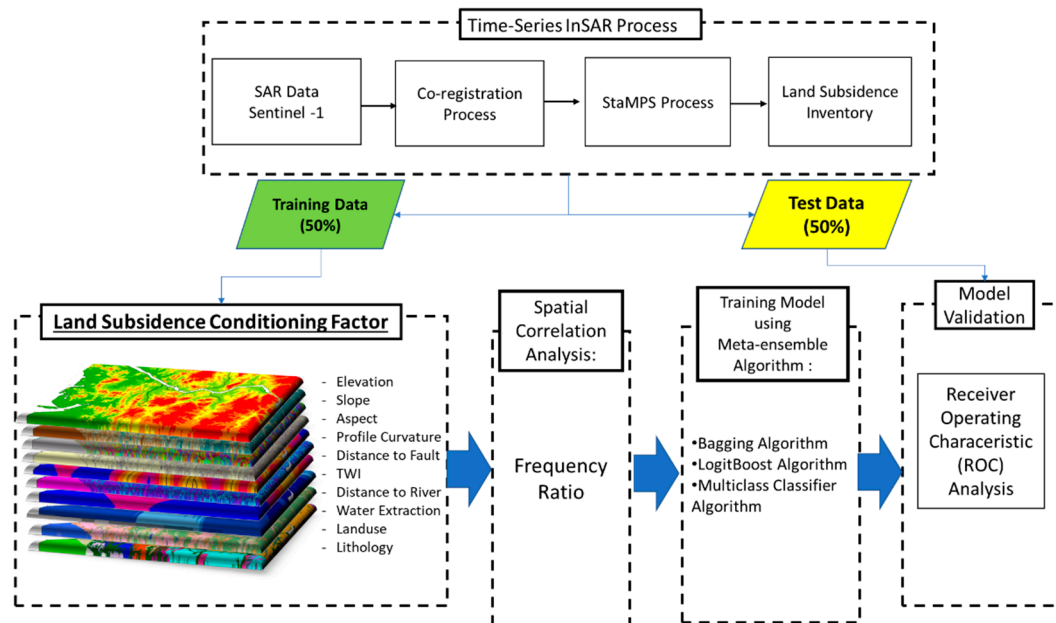 Time-Series InSAR Process
SAR Data
Sentinel -1
Co-registration
Process
StaMPS Process
Land Subsidence
Inventory
Training Data
(50%)
Test Data
(50%)
Land Subsidence Conditioning Factor
- Elevation
- Slope
- Aspect
- Profile Curvature
- Distance to Fault
- TWI
- Distance to River
- Water Extraction
- Landuse
- Lithology
Spatial
Correlation
Analysis:
Frequency
Ratio
Training Model
using
Meta-ensemble
Algorithm :
•Bagging Algorithm
•LogitBoost Algorithm
•Multiclass Classifier
Algorithm
Model
Validation
Receiver
Operating
Characeristic
(ROC)
Analysis